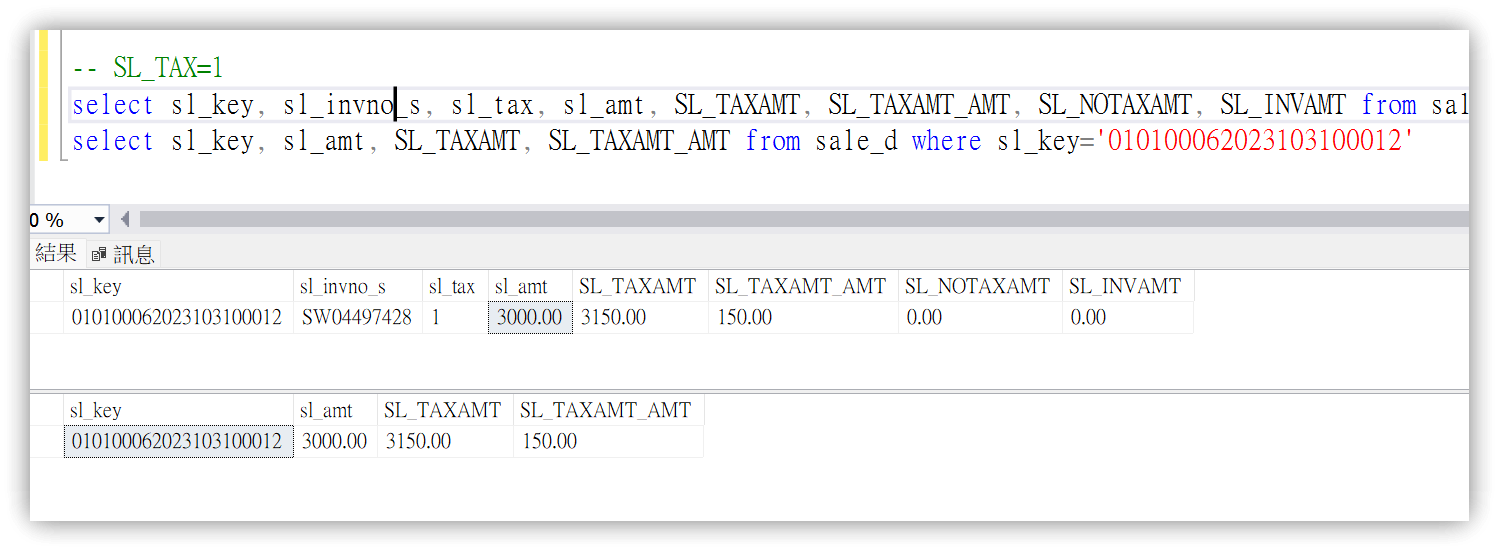 -- SL_TAX=1
select sl_key, sl_invno_s, sl_tax, sl_amt, SL_TAXAMT, SL_TAXAMT_AMT, SL_NOTAXAMT, SL_INVAMT from sal
select sl_key, sl_amt, SL_TAXAMT, SL_TAXAMT_AMT from sale_d where sl_key='010100062023103100012'
0 %
結果 訊息
sl_key sl_invno_s sl_tax sl_amt SL_TAXAMT SL_TAXAMT_AMT SL_NOTAXAMT SL_INVAMT
010100062023103100012 SW04497428 1 3000.00 3150.00 150.00 0.00 0.00
sl_key sl_amt SL_TAXAMT SL_TAXAMT_AMT
010100062023103100012 3000.00 3150.00 150.00